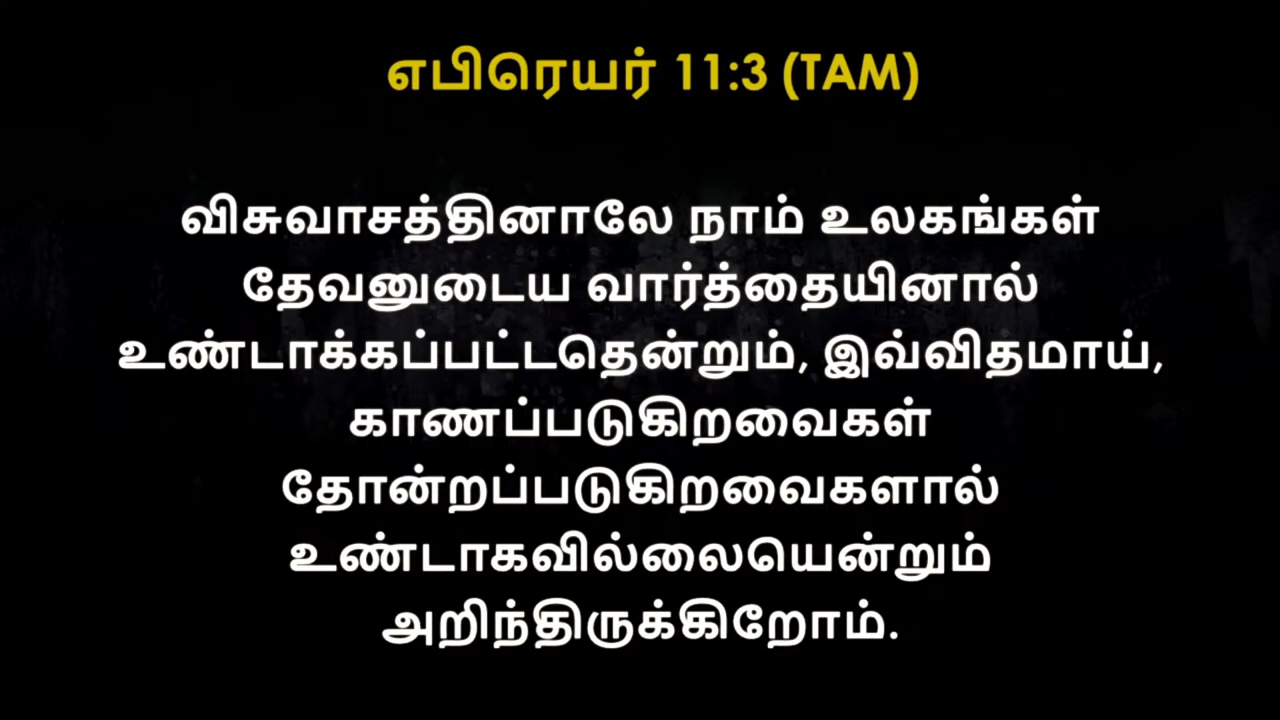 எபிரெயர் 11:3 (TAM)
விசுவாசத்தினாலே நாம் உலகங்கள்
தேவனுடைய வார்த்தையினால்
உண்டாக்கப்பட்டதென்றும், இவ்விதமாய்,
காணப்படுகிறவைகள்
தோன்றப்படுகிறவைகளால்
உண்டாகவில்லையென்றும்
அறிந்திருக்கிறோம்.